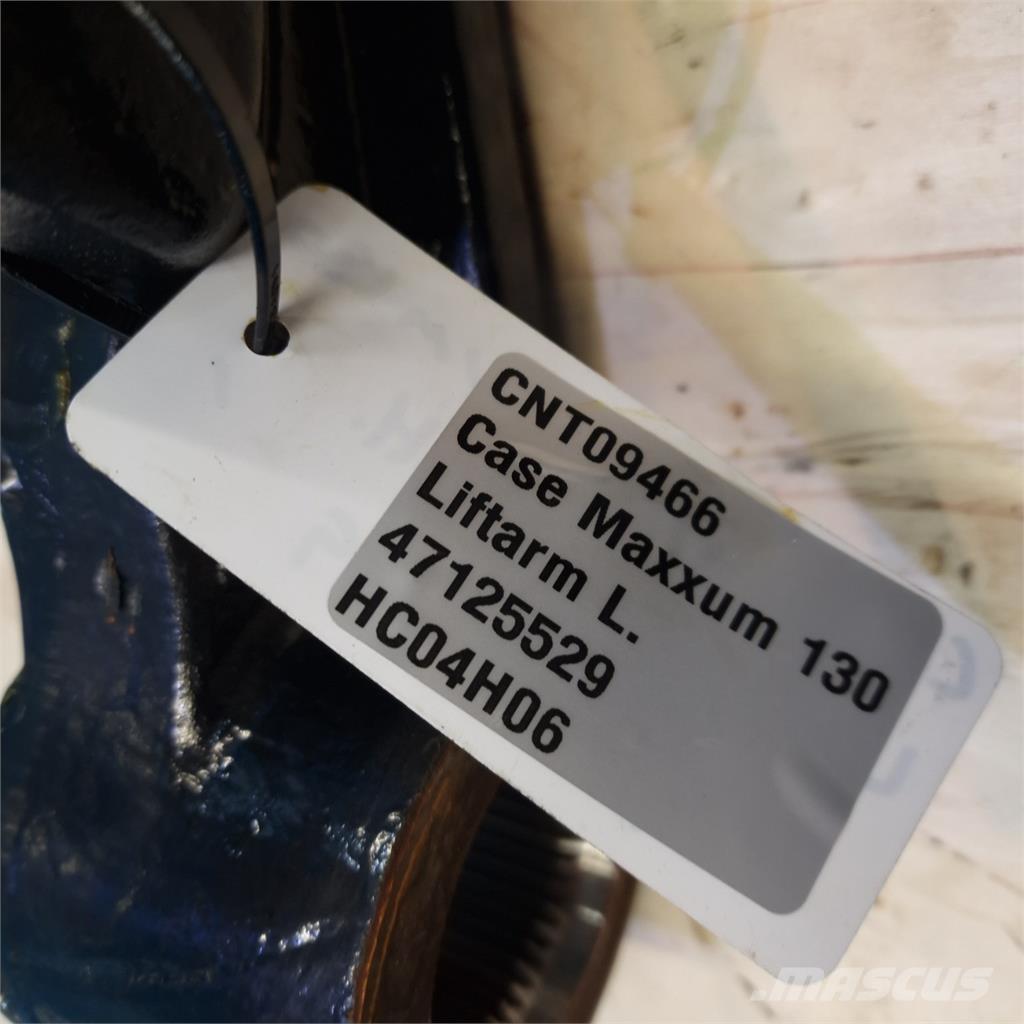 CNT09466
Case Maxxum 130
Liftarm L.
47125529
HC04H06
MASCUS